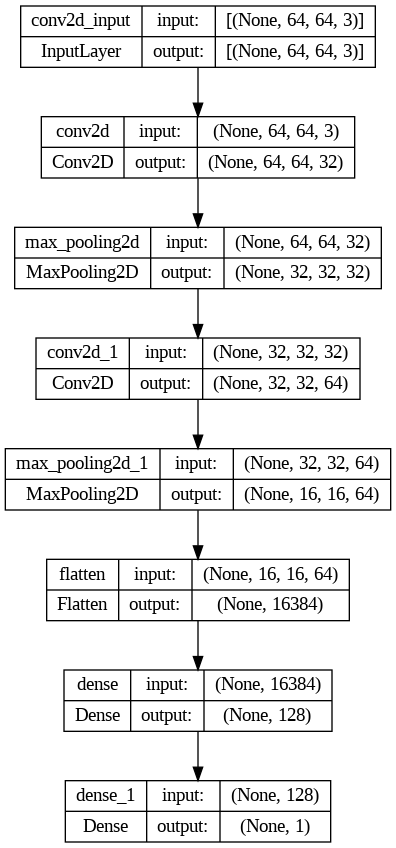 conv2d_input input: [(None, 64, 64, 3)]
InputLayer output: [(None, 64, 64, 3)]
conv2d input: (None, 64, 64, 3)
Conv2D output: (None, 64, 64, 32)
max_pooling2d input: (None, 64, 64, 32)
MaxPooling2D output: (None, 32, 32, 32)
conv2d_1 input: (None, 32, 32, 32)
Conv2D output: (None, 32, 32, 64)
max_pooling2d_1 input: (None, 32, 32, 64)
MaxPooling2D output: (None, 16, 16, 64)
flatten input: (None, 16, 16, 64)
Flatten output: (None, 16384)
dense input: (None, 16384)
Dense output: (None, 128)
dense_1 input: (None, 128)
Dense output: (None, 1)